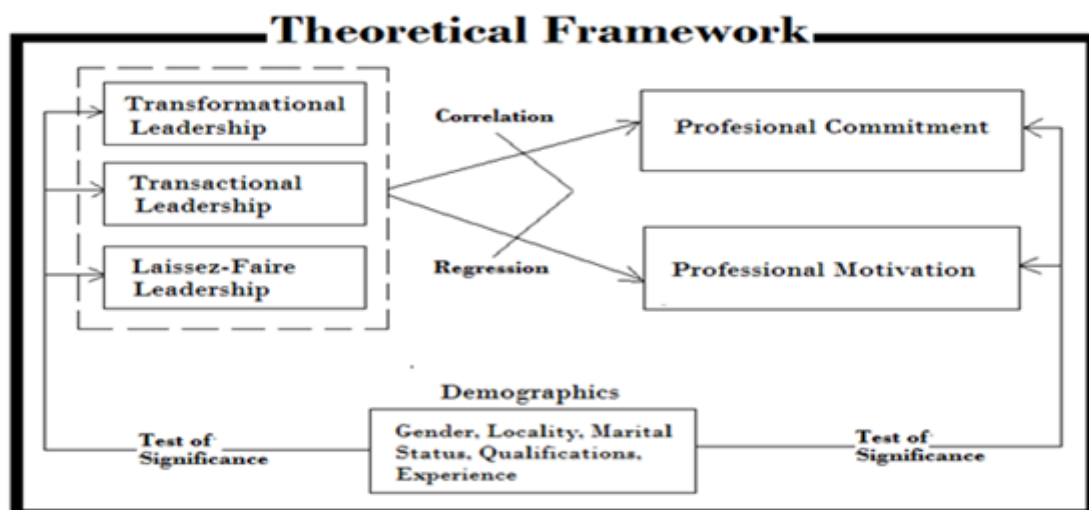 Theoretical Framework
Transformational
Leadership
Transactional
Leadership
Laissez-Faire
Leadership
Correlation
Regression
Profesional Commitment
Professional Motivation
Demographics
Gender, Locality, Marital
Status, Qualifications,
Experience
Test of
Significance
Test of
Significance